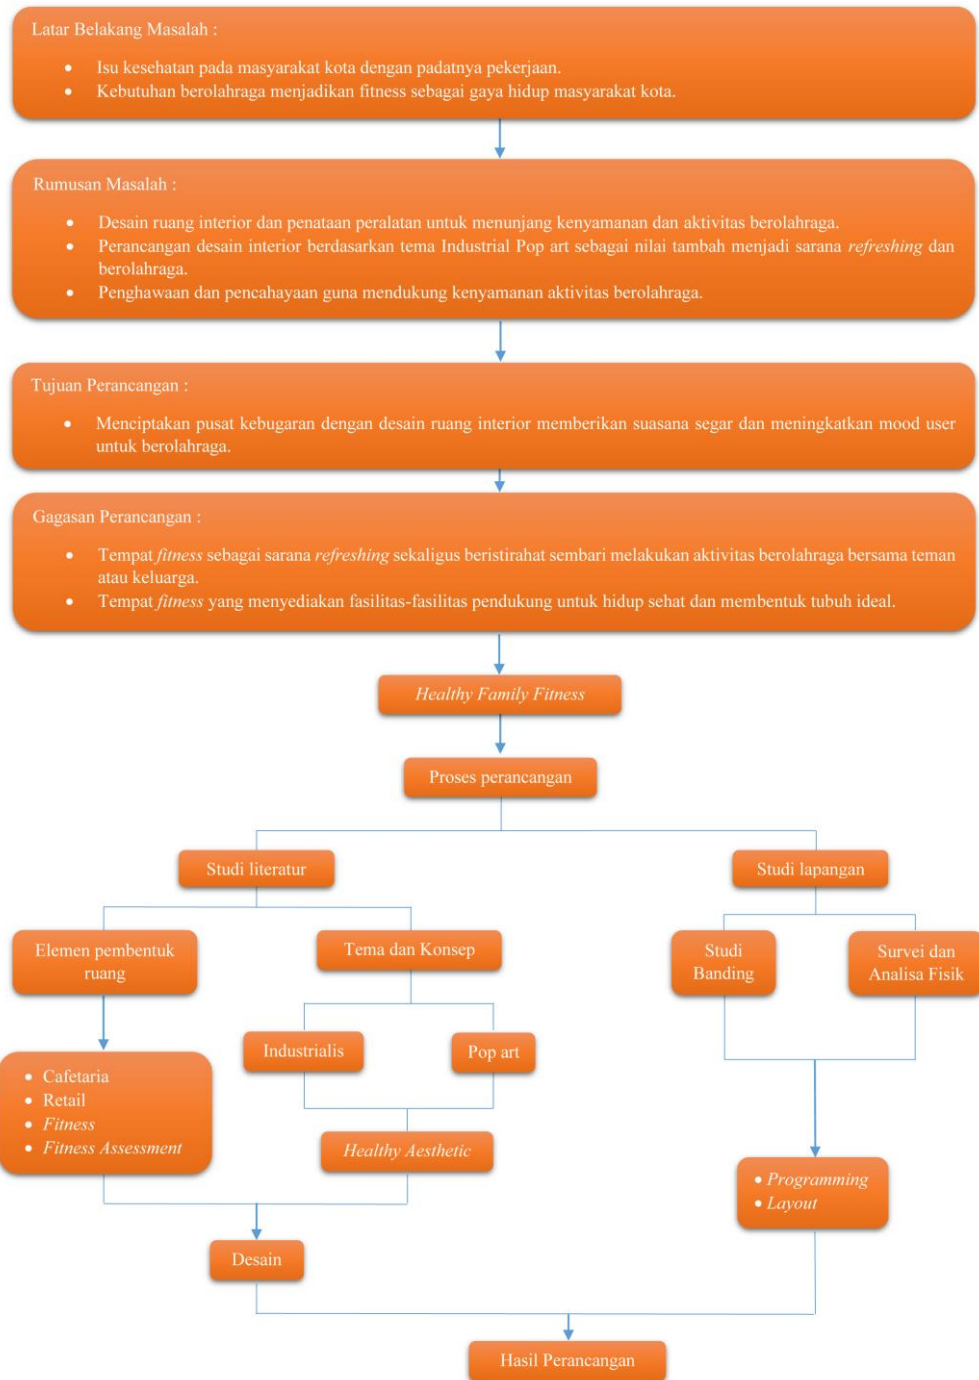 Latar Belakang Masalah :
• Isu kesehatan pada masyarakat kota dengan padatnya pekerjaan.
• Kebutuhan berolahraga menjadikan fitness sebagai gaya hidup masyarakat kota.
Rumusan Masalah :
• Desain ruang interior dan penataan peralatan untuk menunjang kenyamanan dan aktivitas berolahraga.
• Perancangan desain interior berdasarkan tema Industrial Pop art sebagai nilai tambah menjadi sarana refreshing dan
berolahraga.
• Penghawaan dan pencahayaan guna mendukung kenyamanan aktivitas berolahraga.
Tujuan Perancangan :
• Menciptakan pusat kebugaran dengan desain ruang interior memberikan suasana segar dan meningkatkan mood user
untuk berolahraga.
Gagasan Perancangan :
• Tempat fitness sebagai sarana refreshing sekaligus beristirahat sembari melakukan aktivitas berolahraga bersama teman
atau keluarga.
• Tempat fitness yang menyediakan fasilitas-fasilitas pendukung untuk hidup sehat dan membentuk tubuh ideal.
Healthy Family Fitness
Proses perancangan
Studi literatur
Studi lapangan
Elemen pembentuk
ruang
Tema dan Konsep
Studi
Banding
Survei dan
Analisa Fisik
Industrialis
Pop art
• Cafetaria
• Retail
• Fitness
• Fitness Assessment
Healthy Aesthetic
• Programming
• Layout
Desain
Hasil Perancangan